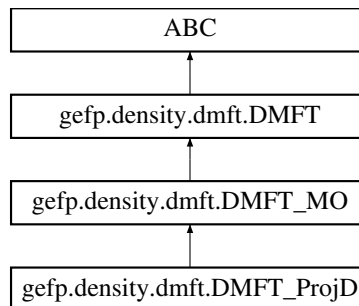 ABC
gefp.density.dmft.DMFT
gefp.density.dmft.DMFT_MO
gefp.density.dmft.DMFT_ProjD